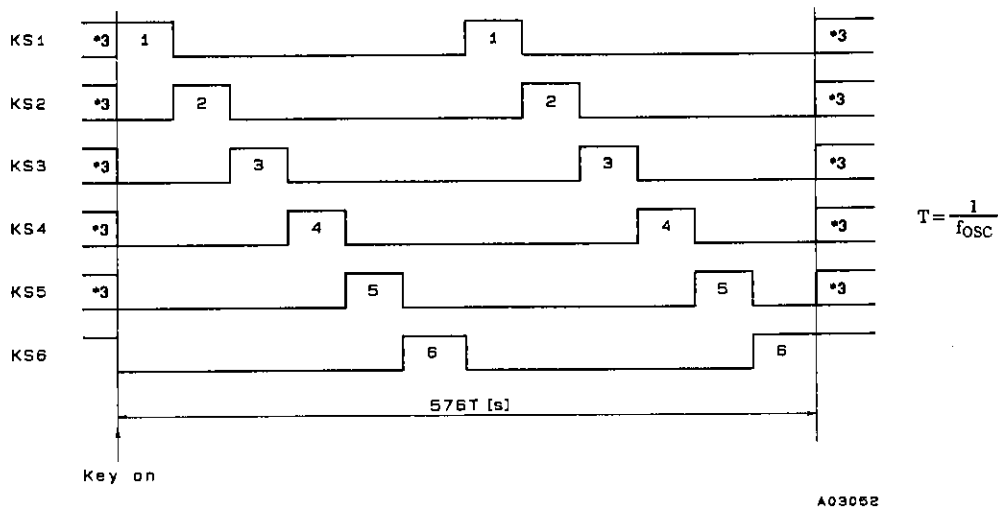 KS1 *3 1 1 *3
KS2 *3 2 2 *3
KS3 *3 3 3 *3
KS4 *3 4 4 *3
KS5 *3 5 5 *3
KS6 6 6
T=1/fosc
576T [s]
Key on
A03052